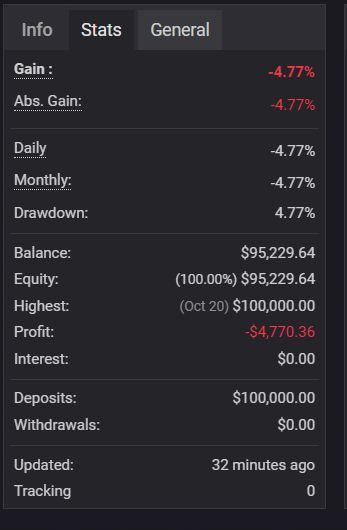 Info Stats General
Gain : -4.77%
Abs. Gain: -4.77%
Daily -4.77%
Monthly: -4.77%
Drawdown: 4.77%
Balance: $95,229.64
Equity: (100.00%) $95,229.64
Highest: (Oct 20) $100,000.00
Profit: -$4,770.36
Interest: $0.00
Deposits: $100,000.00
Withdrawals: $0.00
Updated: 32 minutes ago
Tracking 0